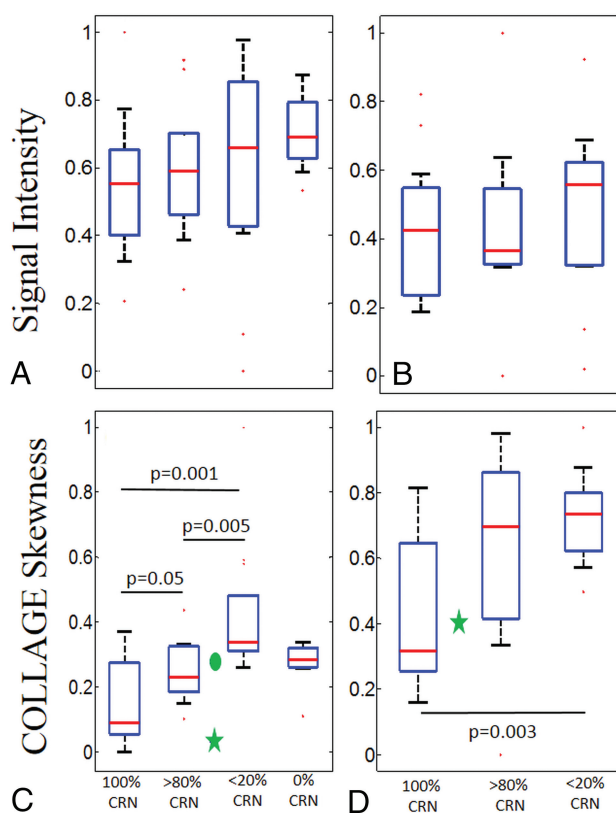 Signal Intensity
1
0.8
0.6
0.4
0.2
0
A
1
0.8
0.6
0.4
0.2
0
B
COLLAGE Skewness
1
0.8
0.6
0.4
0.2
0
p=0.001
p=0.005
p=0.05
100%
CRN
>80%
CRN
<20%
CRN
0%
CRN
C
1
0.8
0.6
0.4
0.2
0
p=0.003
100%
CRN
>80%
CRN
<20%
CRN
D